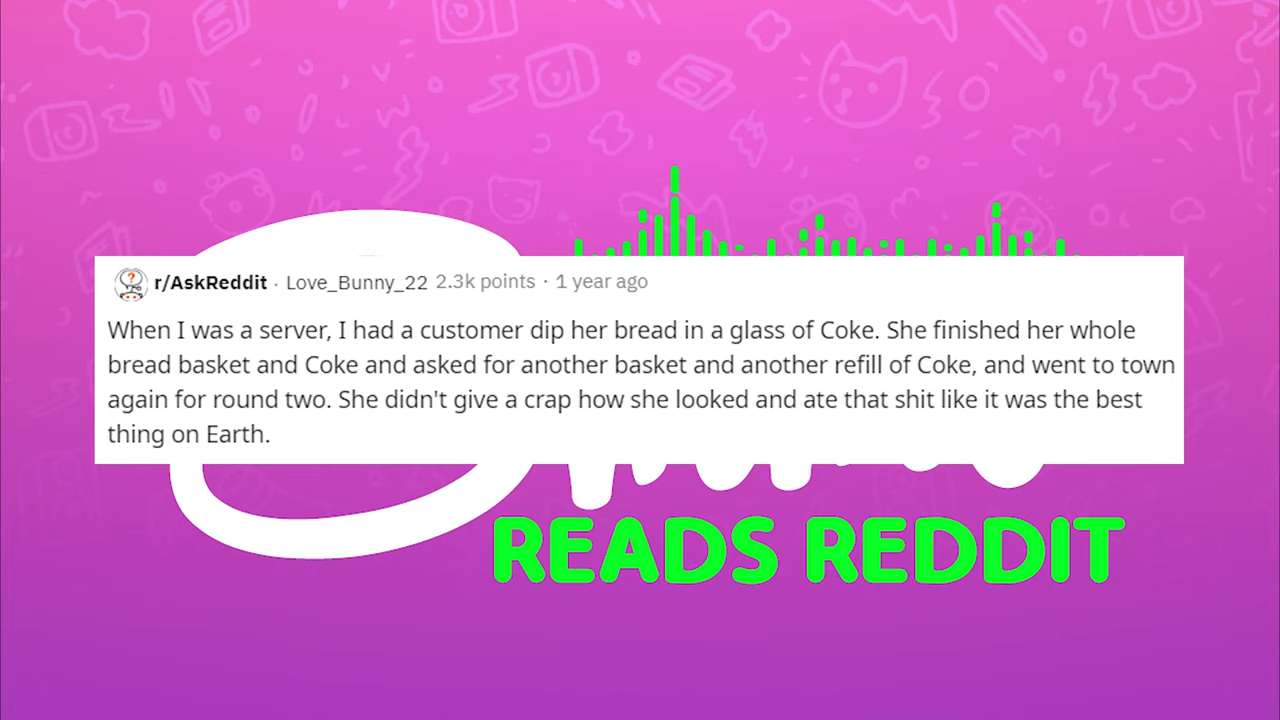 r/AskReddit · Love_Bunny_22 2.3k points · 1 year ago
When I was a server, I had a customer dip her bread in a glass of Coke. She finished her whole
bread basket and Coke and asked for another basket and another refill of Coke, and went to town
again for round two. She didn't give a crap how she looked and ate that shit like it was the best
thing on Earth.
READS REDDIT